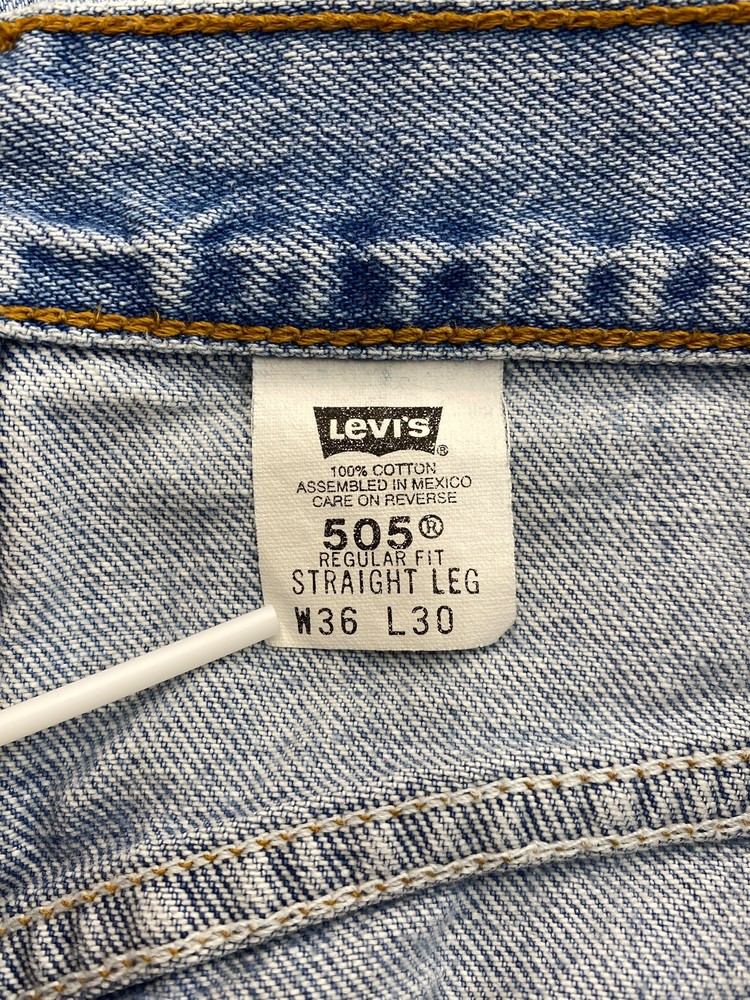 LEVI'S®
100% COTTON
ASSEMBLED IN MEXICO
CARE ON REVERSE
505®
REGULAR FIT
STRAIGHT LEG
W36 L30